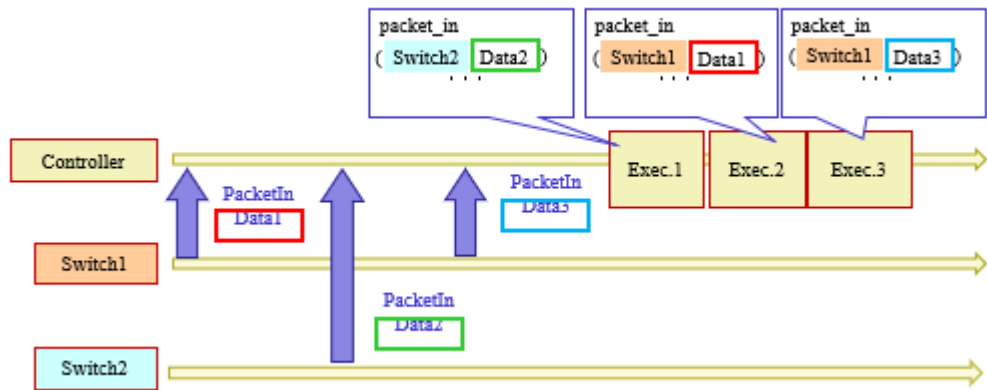 packet_in
( Switch2 Data2 )
. . .
packet_in
( Switch1 Data1 )
. . .
packet_in
( Switch1 Data3 )
. . .
Controller
Exec.1
Exec.2
Exec.3
PacketIn
Data1
PacketIn
Data3
Switch1
PacketIn
Data2
Switch2